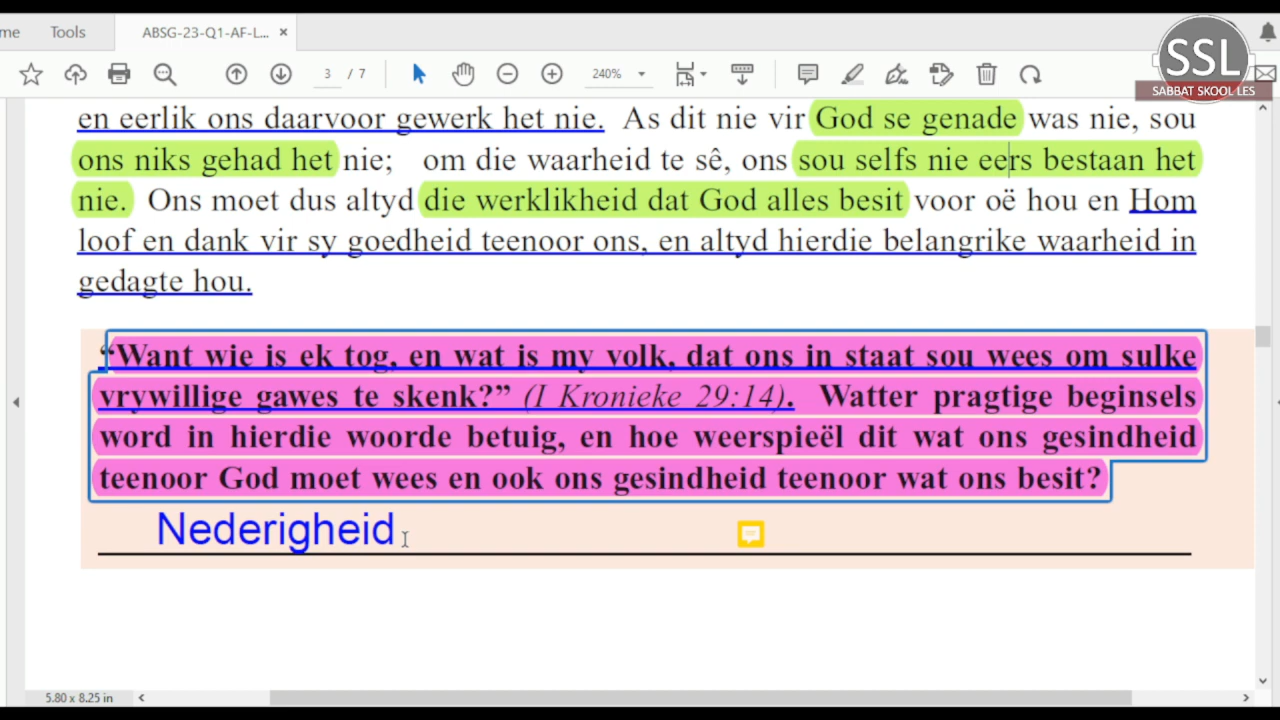 me Tools ABSG-23-Q1-AF-L... ×
SSL
SABBAT SKOOL LES
3 / 7 240%
en eerlik ons daarvoor gewerk het nie. As dit nie vir God se genade was nie, sou
ons niks gehad het nie; om die waarheid te sê, ons sou selfs nie eers bestaan het
nie. Ons moet dus altyd die werklikheid dat God alles besit voor oë hou en Hom
loof en dank vir sy goedheid teenoor ons, en altyd hierdie belangrike waarheid in
gedagte hou.
“Want wie is ek tog, en wat is my volk, dat ons in staat sou wees om sulke
vrywillige gawes te skenk?” (I Kronieke 29:14). Watter pragtige beginsels
word in hierdie woorde betuig, en hoe weerspieël dit wat ons gesindheid
teenoor God moet wees en ook ons gesindheid teenoor wat ons besit?
Nederigheid
5.80 x 8.25 in